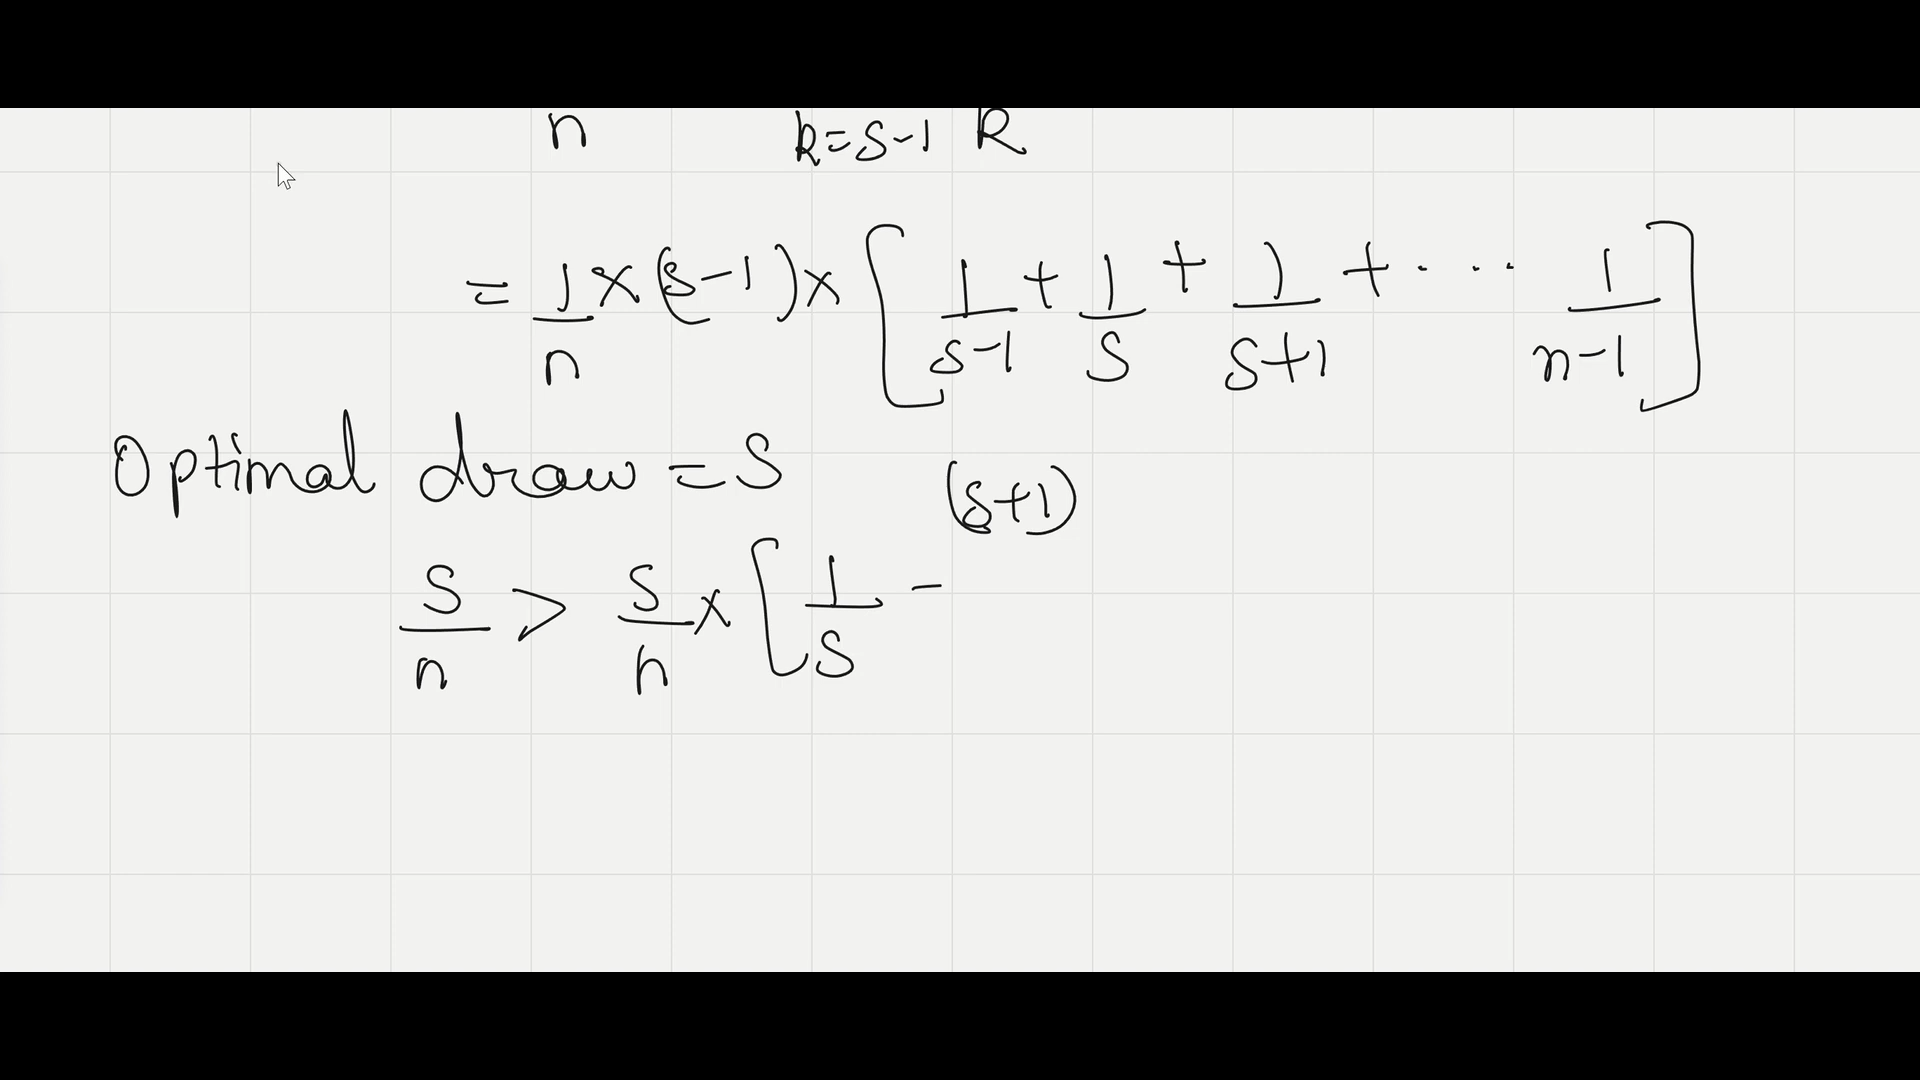 n k=s-1 k
= 1/n × (s-1) × [ 1/(s-1) + 1/s + 1/(s+1) + ... 1/(n-1) ]
Optimal draw = s (s+1)
s/n > s/n × [ 1/s -